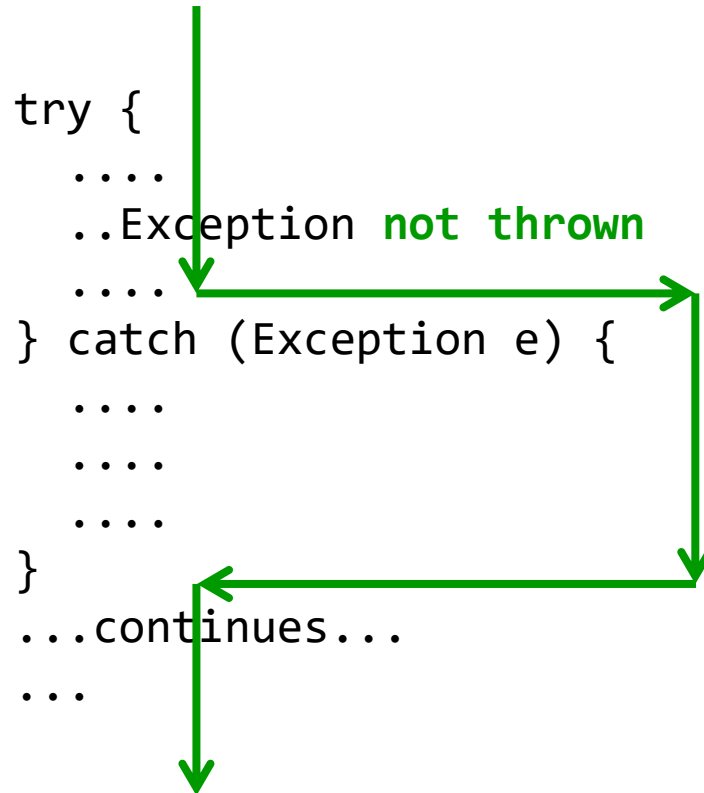 try {
  ....
  ..Exception not thrown
  ....
} catch (Exception e) {
  ....
  ....
  ....
}
...continues...
...